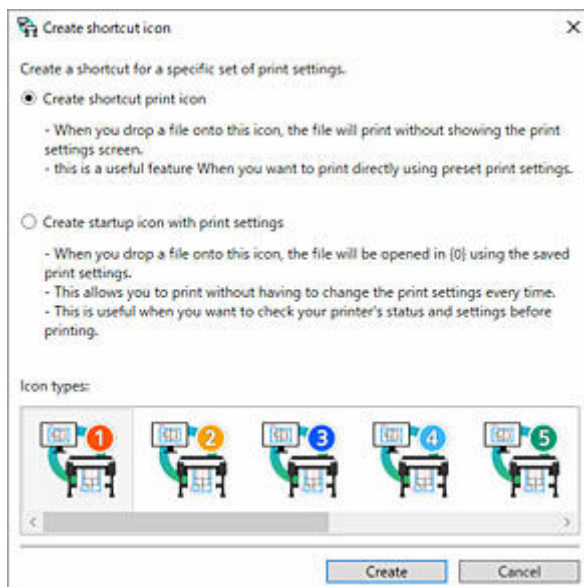 Create shortcut icon
Create a shortcut for a specific set of print settings.
Create shortcut print icon
- When you drop a file onto this icon, the file will print without showing the print
settings screen.
- this is a useful feature When you want to print directly using preset print settings.
Create startup icon with print settings
- When you drop a file onto this icon, the file will be opened in {0} using the saved
print settings.
- This allows you to print without having to change the print settings every time.
- This is useful when you want to check your printer's status and settings before
printing.
Icon types:
1 2 3 4 5
Create Cancel